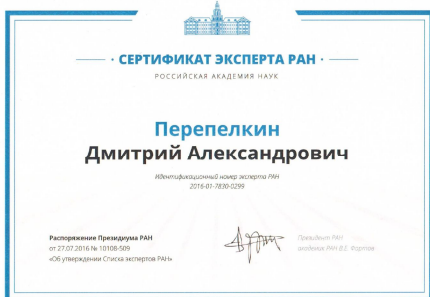 · СЕРТИФИКАТ ЭКСПЕРТА РАН ·
РОССИЙСКАЯ АКАДЕМИЯ НАУК
Перепелкин
Дмитрий Александрович
Идентификационный номер эксперта РАН
2016-01-7830-0299
Распоряжение Президиума РАН
от 27.07.2016 № 10108-509
«Об утверждении Списка экспертов РАН»
Президент РАН
академик РАН В.Е. Фортов